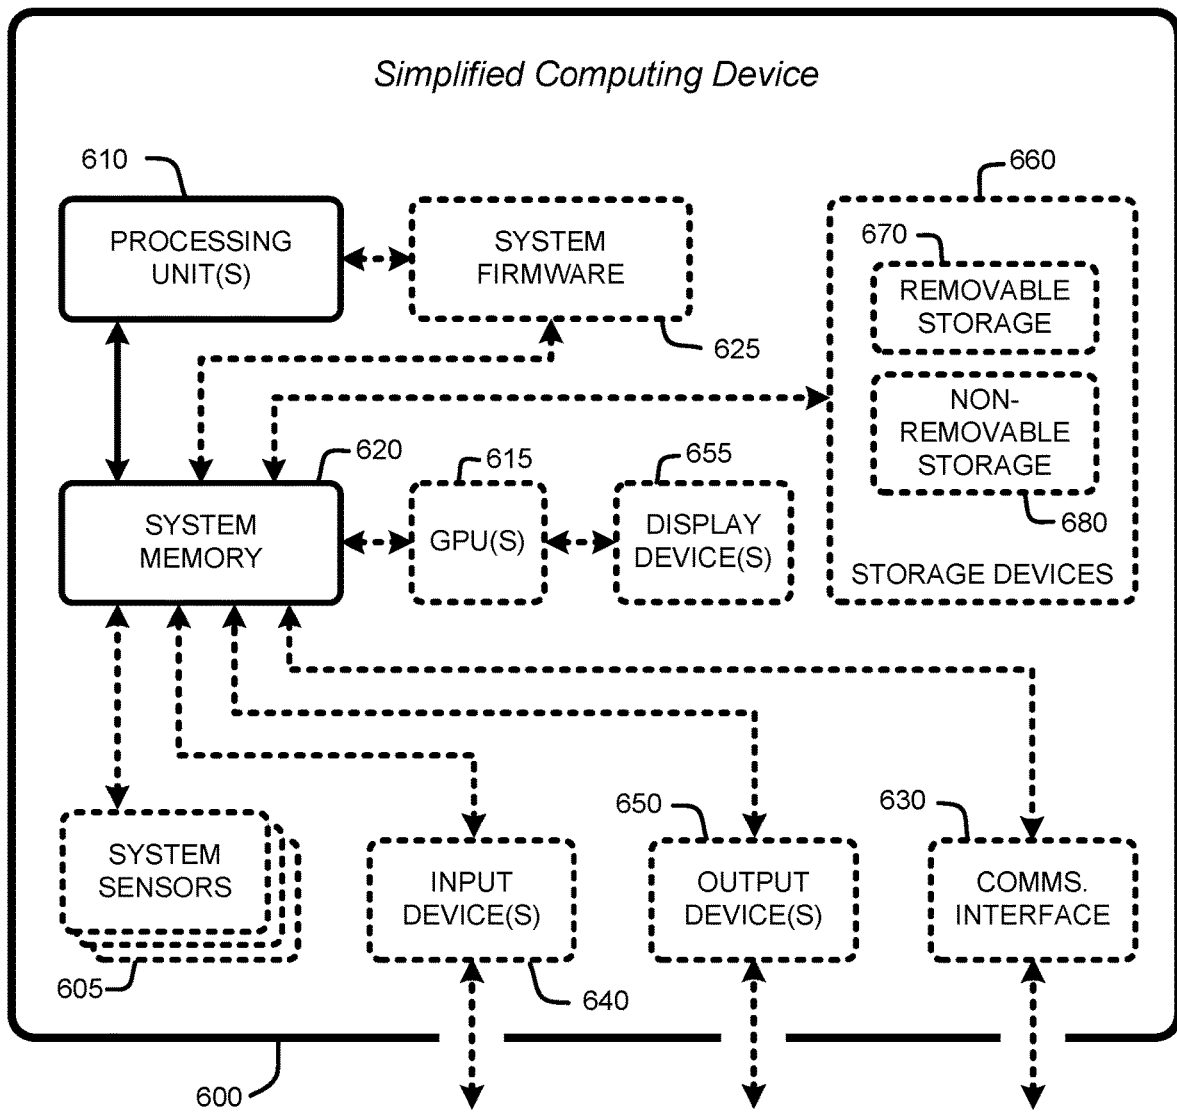 Simplified Computing Device
610
660
PROCESSING
UNIT(S)
SYSTEM
FIRMWARE
670
REMOVABLE
STORAGE
625
NON-
REMOVABLE
STORAGE
680
STORAGE DEVICES
620
615
655
SYSTEM
MEMORY
GPU(S)
DISPLAY
DEVICE(S)
650
630
SYSTEM
SENSORS
INPUT
DEVICE(S)
OUTPUT
DEVICE(S)
COMMS.
INTERFACE
605
640
600